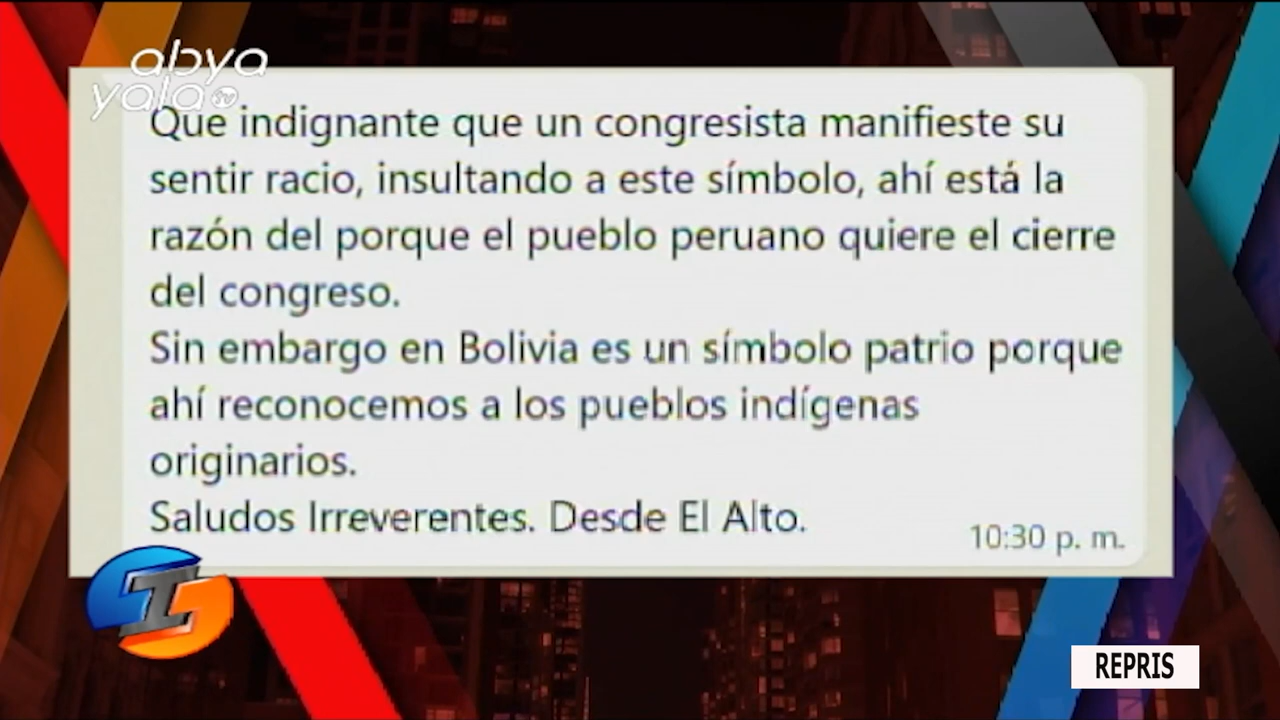 abya
yala tv
Que indignante que un congresista manifieste su
sentir racio, insultando a este símbolo, ahí está la
razón del porque el pueblo peruano quiere el cierre
del congreso.
Sin embargo en Bolivia es un símbolo patrio porque
ahí reconocemos a los pueblos indígenas
originarios.
Saludos Irreverentes. Desde El Alto.
10:30 p. m.
I
REPRIS